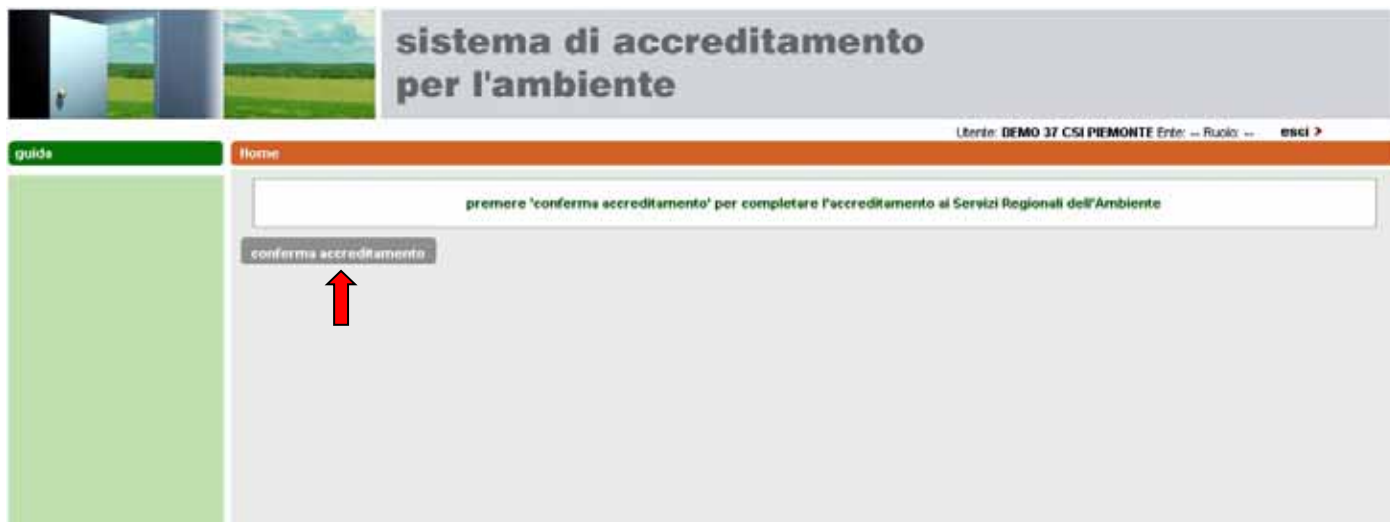 sistema di accreditamento
per l'ambiente
Utente: DEMO 37 CSI PIEMONTE Ente: -- Ruolo: -- esci >
guida
Home
premere 'conferma accreditamento' per completare l'accreditamento ai Servizi Regionali dell'Ambiente
conferma accreditamento